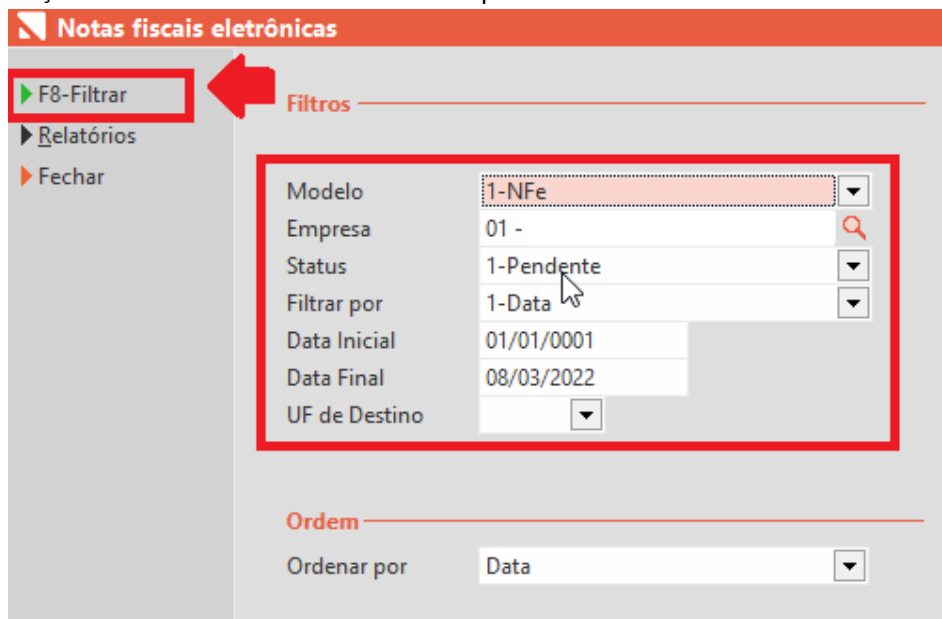 Notas fiscais eletrônicas
F8-Filtrar
Relatórios
Fechar
Filtros
Modelo 1-NFe
Empresa 01 -
Status 1-Pendente
Filtrar por 1-Data
Data Inicial 01/01/0001
Data Final 08/03/2022
UF de Destino
Ordem
Ordenar por Data